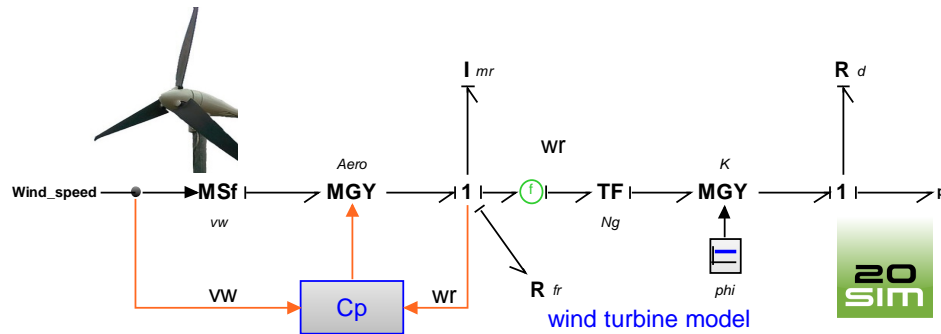 I mr
R d
wr
Aero
K
Wind_speed
MSf
MGY
1
f
TF
MGY
1
p
vw
Ng
R fr
phi
vw
Cp
wr
wind turbine model
20
SIM